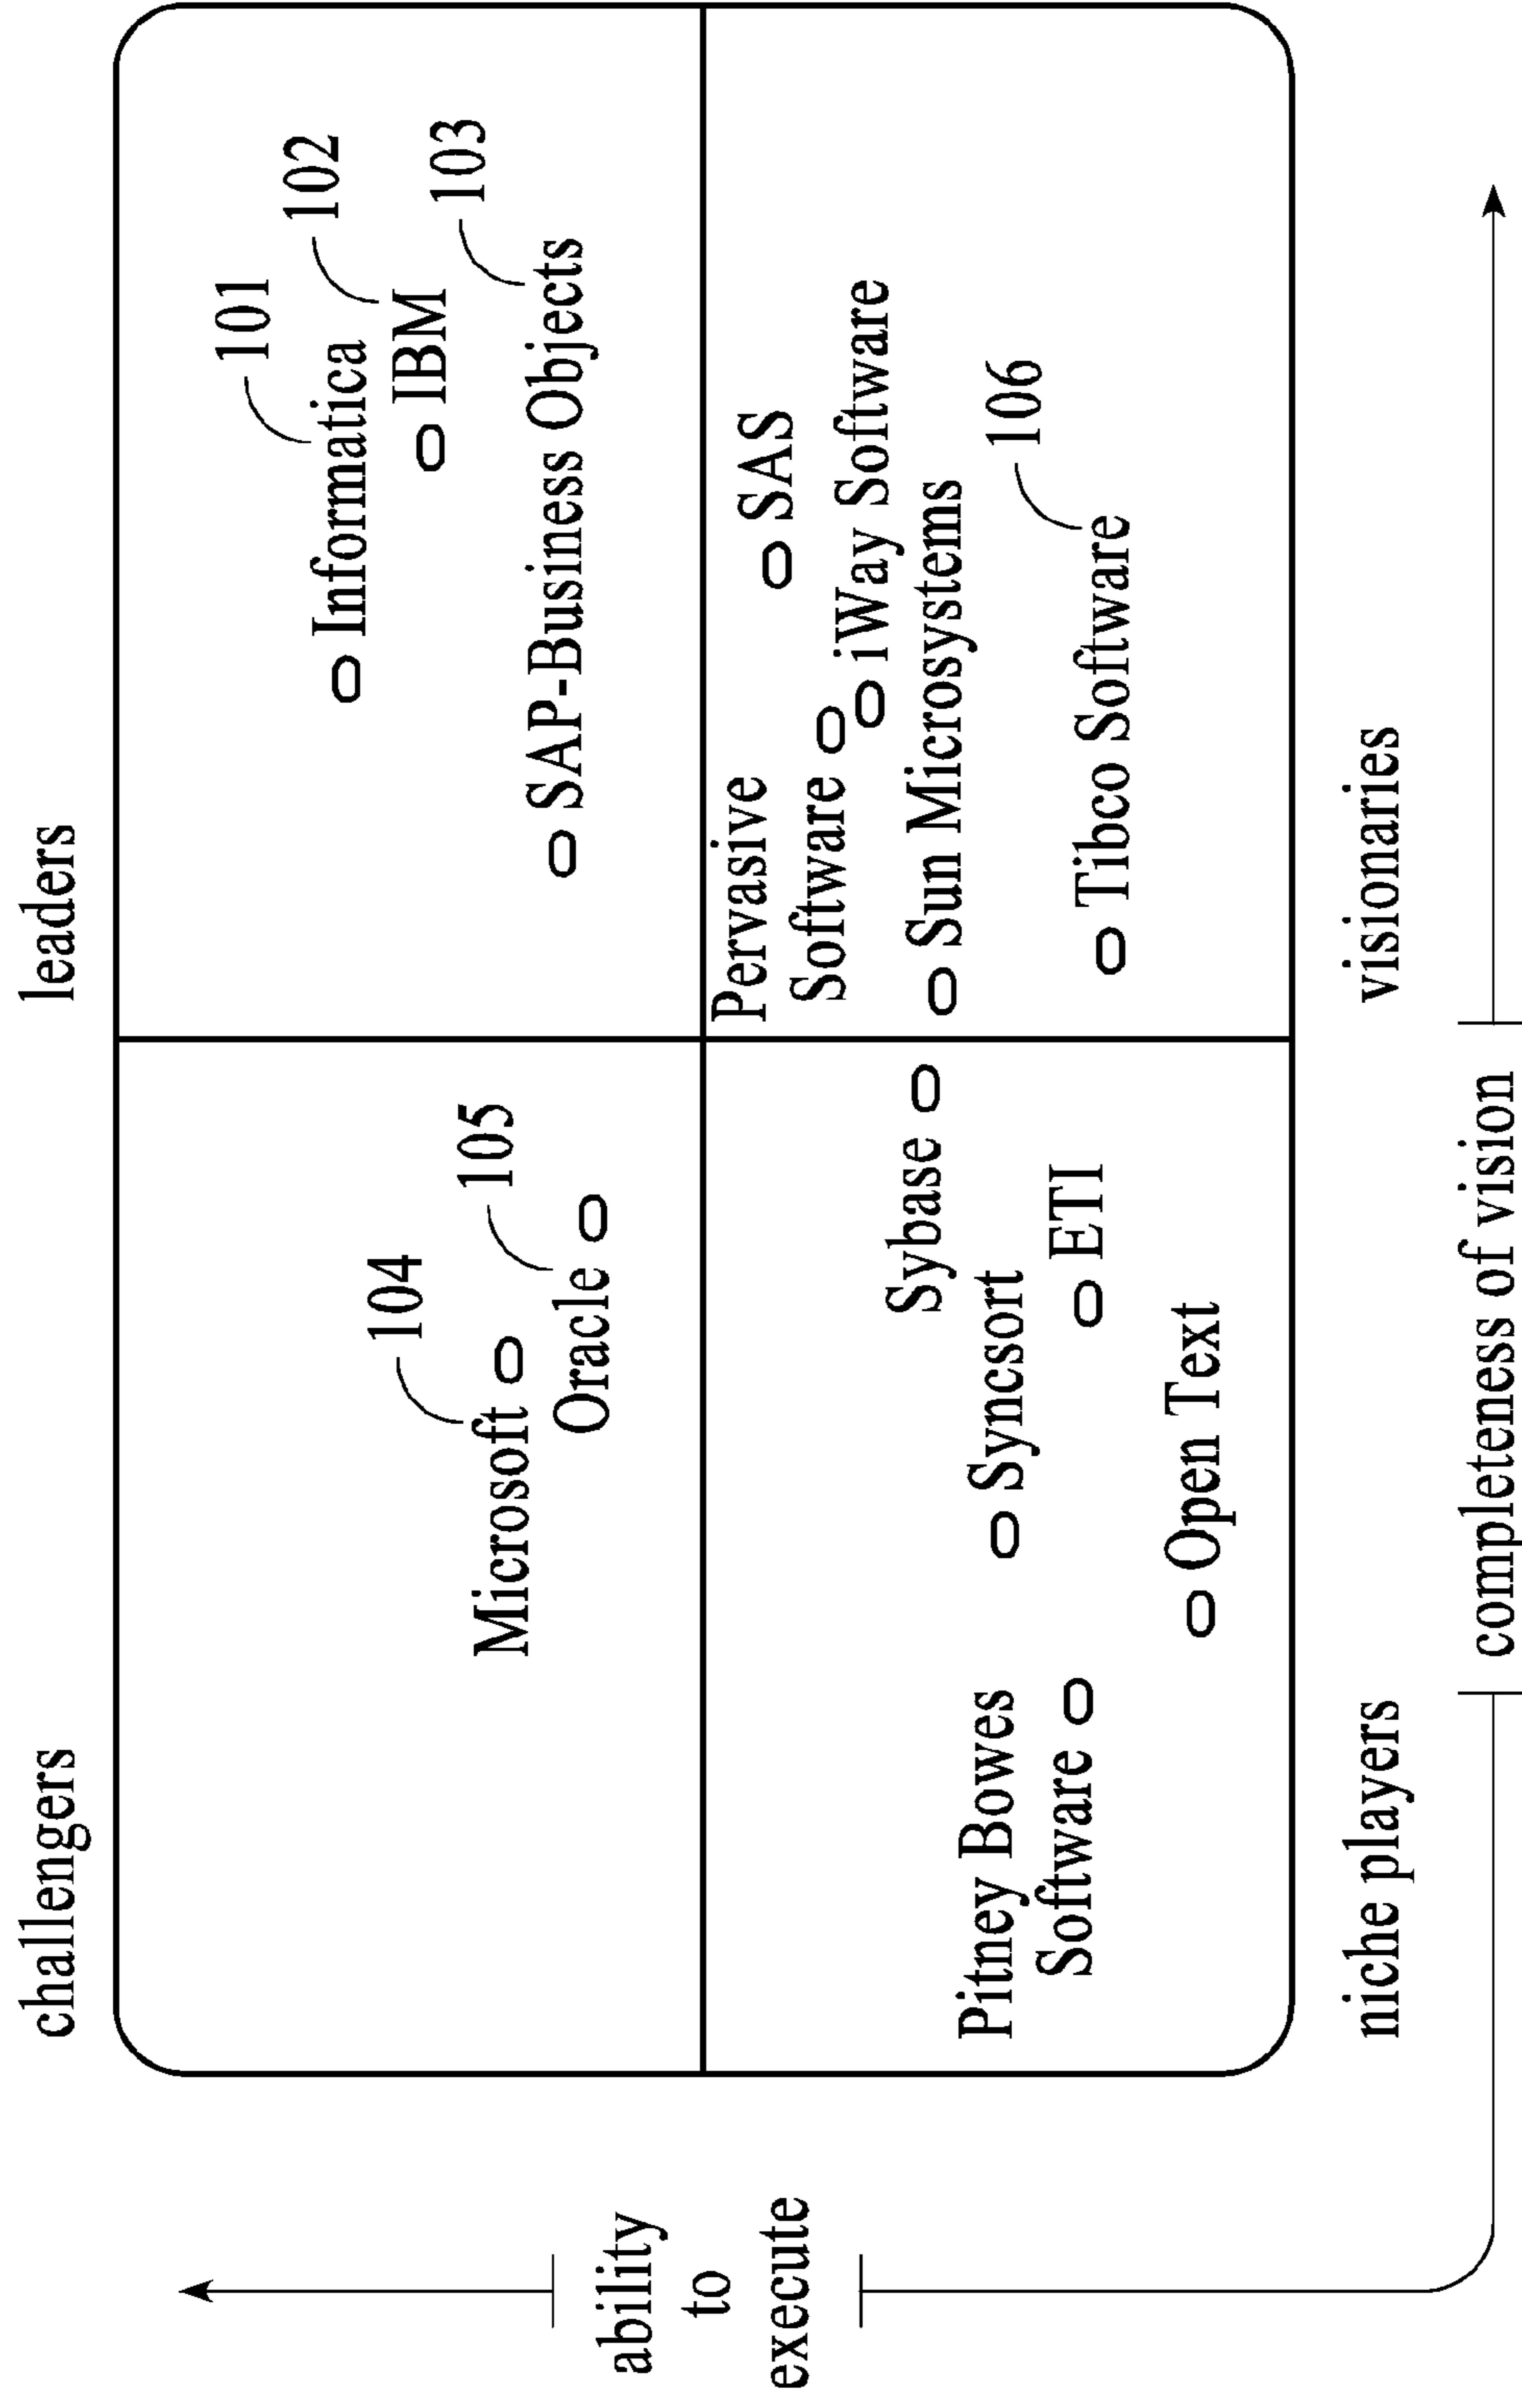 challengers
leaders
101
Informatica
102
IBM
103
SAP-Business Objects
104
Microsoft
105
Oracle
ability
to
execute
Pervasive
Software
SAS
iWay Software
Sun Microsystems
106
Tibco Software
Sybase
Syncsort
ETI
Pitney Bowes
Software
Open Text
niche players
visionaries
completeness of vision